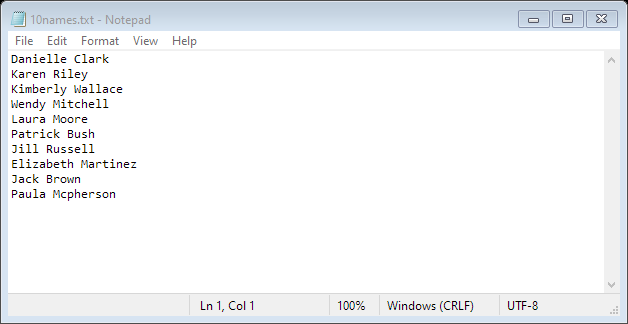 10names.txt - Notepad
File Edit Format View Help
Danielle Clark
Karen Riley
Kimberly Wallace
Wendy Mitchell
Laura Moore
Patrick Bush
Jill Russell
Elizabeth Martinez
Jack Brown
Paula Mcpherson
Ln 1, Col 1 100% Windows (CRLF) UTF-8